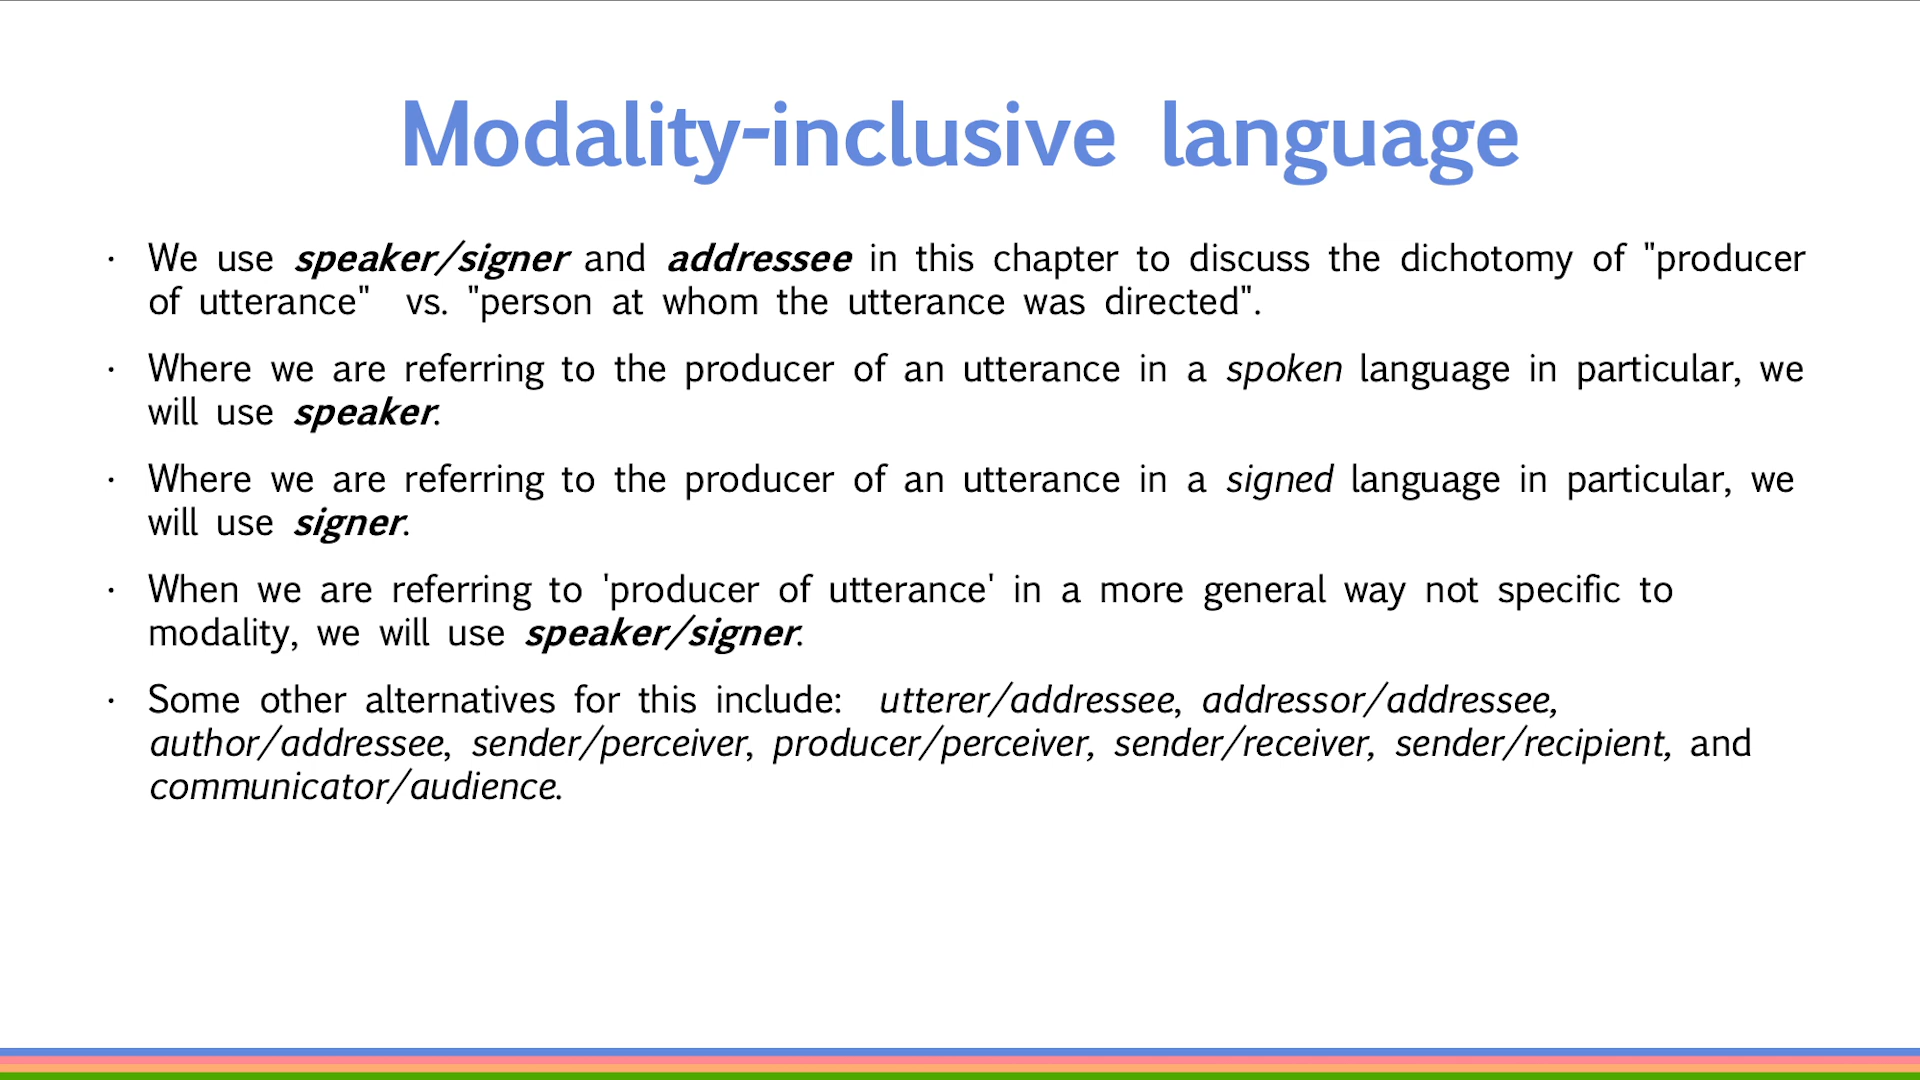 Modality-inclusive language
· We use speaker/signer and addressee in this chapter to discuss the dichotomy of "producer
of utterance" vs. "person at whom the utterance was directed".
· Where we are referring to the producer of an utterance in a spoken language in particular, we
will use speaker.
· Where we are referring to the producer of an utterance in a signed language in particular, we
will use signer.
· When we are referring to 'producer of utterance' in a more general way not specific to
modality, we will use speaker/signer.
· Some other alternatives for this include: utterer/addressee, addressor/addressee,
author/addressee, sender/perceiver, producer/perceiver, sender/receiver, sender/recipient, and
communicator/audience.